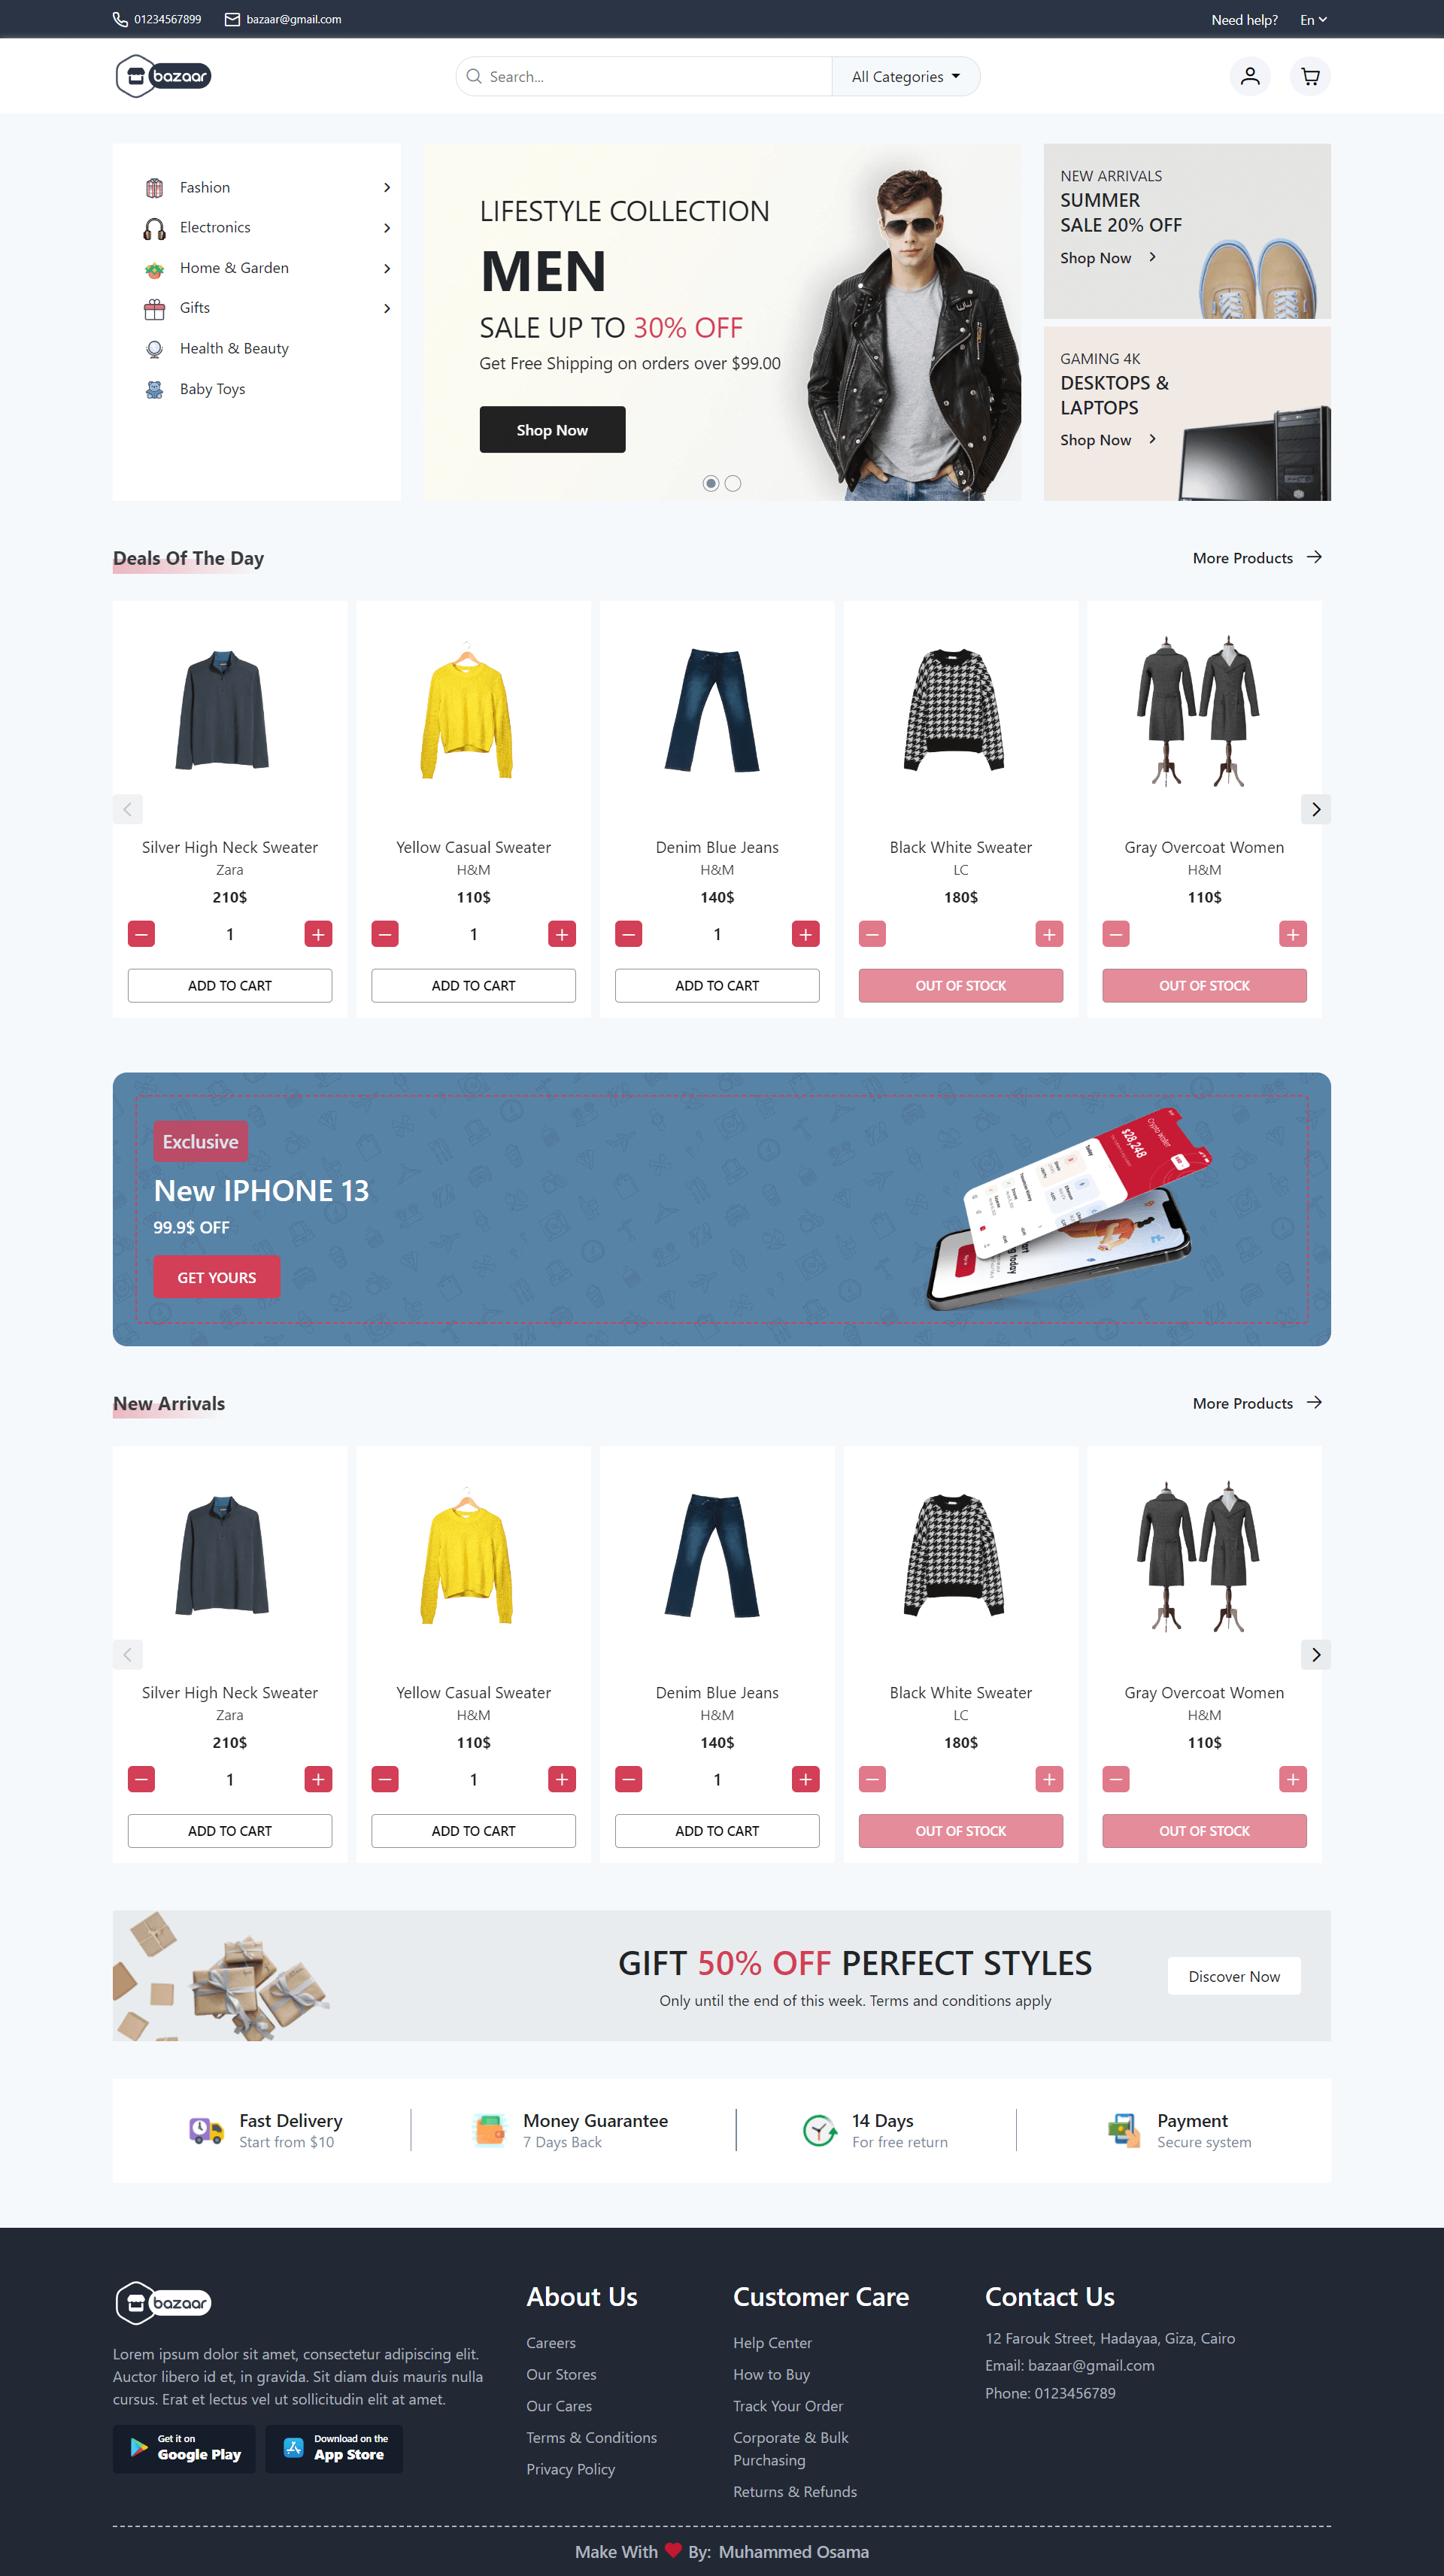 01234567899
bazaar@gmail.com
Need help?
En
bazaar
Search...
All Categories
Fashion
Electronics
Home & Garden
Gifts
Health & Beauty
Baby Toys
LIFESTYLE COLLECTION
MEN
SALE UP TO 30% OFF
Get Free Shipping on orders over $99.00
Shop Now
NEW ARRIVALS
SUMMER
SALE 20% OFF
Shop Now
GAMING 4K
DESKTOPS &
LAPTOPS
Shop Now
Deals Of The Day
More Products
Silver High Neck Sweater
Zara
210$
1
ADD TO CART
Yellow Casual Sweater
H&M
110$
1
ADD TO CART
Denim Blue Jeans
H&M
140$
1
ADD TO CART
Black White Sweater
LC
180$
OUT OF STOCK
Gray Overcoat Women
H&M
110$
OUT OF STOCK
Exclusive
New IPHONE 13
99.9$ OFF
GET YOURS
Crypto wallet
$28,248
Today
New Arrivals
More Products
Silver High Neck Sweater
Zara
210$
1
ADD TO CART
Yellow Casual Sweater
H&M
110$
1
ADD TO CART
Denim Blue Jeans
H&M
140$
1
ADD TO CART
Black White Sweater
LC
180$
OUT OF STOCK
Gray Overcoat Women
H&M
110$
OUT OF STOCK
GIFT 50% OFF PERFECT STYLES
Only until the end of this week. Terms and conditions apply
Discover Now
Fast Delivery
Start from $10
Money Guarantee
7 Days Back
14 Days
For free return
Payment
Secure system
bazaar
Lorem ipsum dolor sit amet, consectetur adipiscing elit.
Auctor libero id et, in gravida. Sit diam duis mauris nulla
cursus. Erat et lectus vel ut sollicitudin elit at amet.
Get it on
Google Play
Download on the
App Store
About Us
Careers
Our Stores
Our Cares
Terms & Conditions
Privacy Policy
Customer Care
Help Center
How to Buy
Track Your Order
Corporate & Bulk
Purchasing
Returns & Refunds
Contact Us
12 Farouk Street, Hadayaa, Giza, Cairo
Email: bazaar@gmail.com
Phone: 0123456789
Make With ❤ By: Muhammed Osama